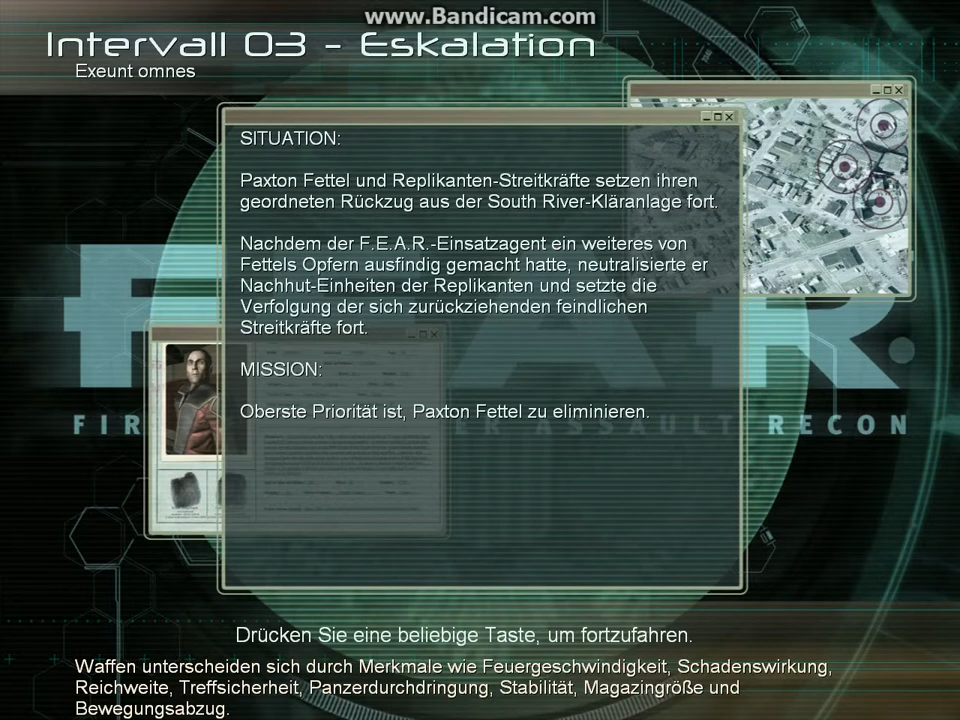 www.Bandicam.com
Intervall 03 - Eskalation
Exeunt omnes
SITUATION:
Paxton Fettel und Replikanten-Streitkräfte setzen ihren
geordneten Rückzug aus der South River-Kläranlage fort.
Nachdem der F.E.A.R.-Einsatzagent ein weiteres von
Fettels Opfern ausfindig gemacht hatte, neutralisierte er
Nachhut-Einheiten der Replikanten und setzte die
Verfolgung der sich zurückziehenden feindlichen
Streitkräfte fort.
MISSION:
Oberste Priorität ist, Paxton Fettel zu eliminieren.
F.E.A.R.
ASSAULT RECON
Drücken Sie eine beliebige Taste, um fortzufahren.
Waffen unterscheiden sich durch Merkmale wie Feuergeschwindigkeit, Schadenswirkung,
Reichweite, Treffsicherheit, Panzerdurchdringung, Stabilität, Magazingröße und
Bewegungsabzug.